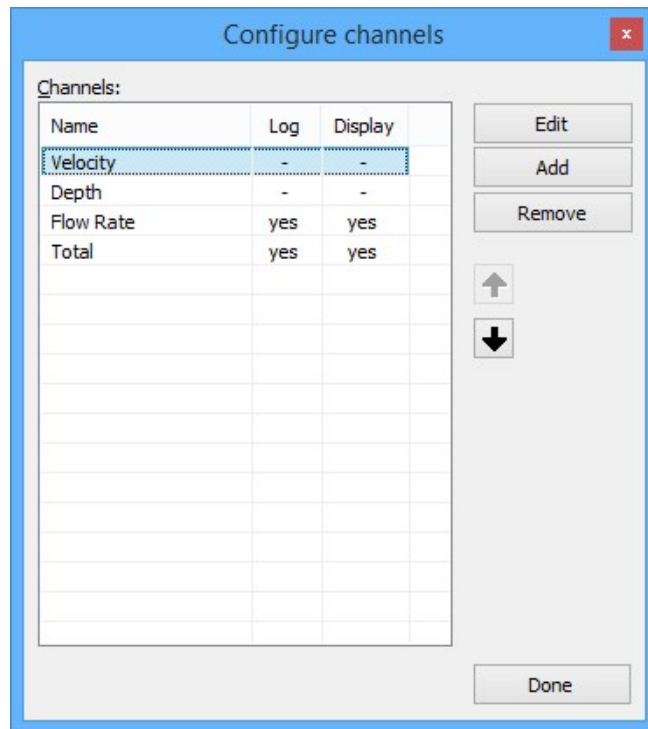 Configure channels
x
Channels:
Name Log Display
Velocity - -
Depth - -
Flow Rate yes yes
Total yes yes
Edit
Add
Remove
Done